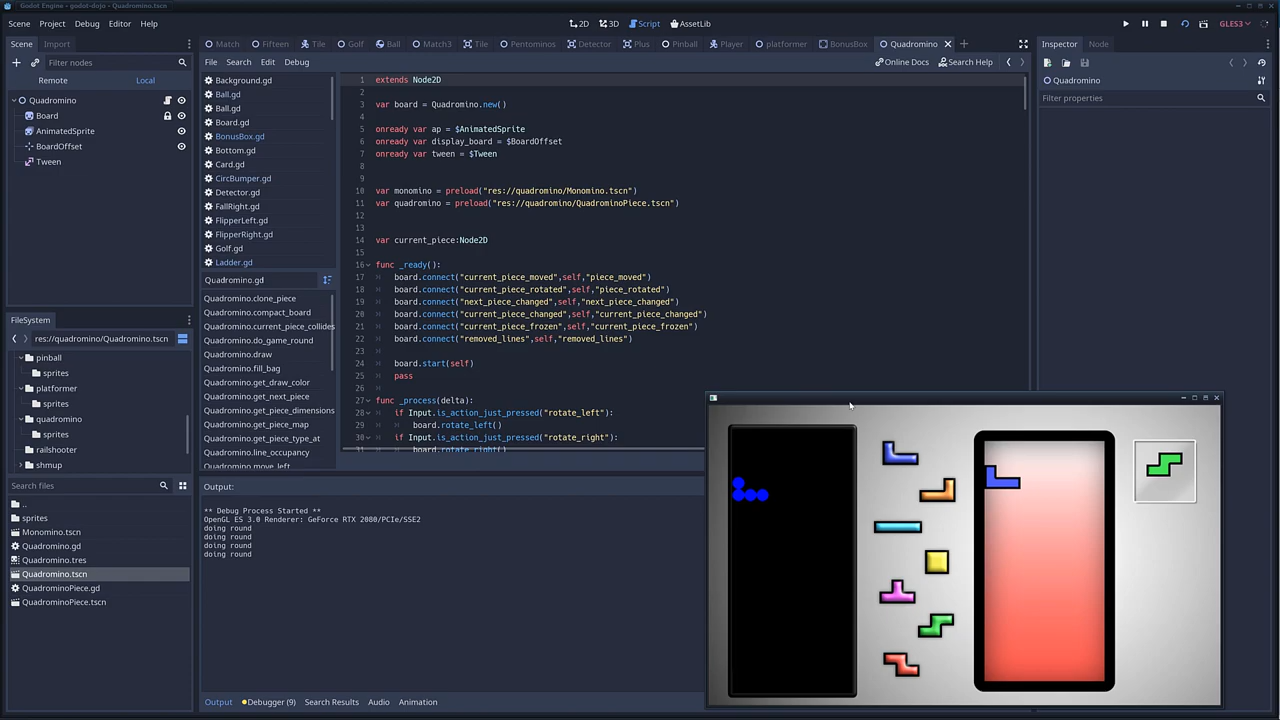 Godot Engine - godot-dojo - Quadromino.tscn
Scene Project Debug Editor Help
2D 3D Script AssetLib
GLES3
Scene Import
Filter nodes
Remote Local
Quadromino
Board
AnimatedSprite
BoardOffset
Tween
FileSystem
res://quadromino/Quadromino.tscn
pinball
sprites
platformer
sprites
quadromino
sprites
railshooter
shmup
Search files
..
sprites
Monomino.tscn
Quadromino.gd
Quadromino.tres
Quadromino.tscn
QuadrominoPiece.gd
QuadrominoPiece.tscn
Match Fifteen Tile Golf Ball Match3 Tile Pentominos Detector Plus Pinball Player platformer BonusBox Quadromino
File Search Edit Debug
Online Docs Search Help
Background.gd
Ball.gd
Ball.gd
Board.gd
BonusBox.gd
Bottom.gd
Card.gd
CircBumper.gd
Detector.gd
FallRight.gd
FlipperLeft.gd
FlipperRight.gd
Golf.gd
Ladder.gd
Quadromino.gd
Quadromino.clone_piece
Quadromino.compact_board
Quadromino.current_piece_collides
Quadromino.do_game_round
Quadromino.draw
Quadromino.fill_bag
Quadromino.get_draw_color
Quadromino.get_next_piece
Quadromino.get_piece_dimensions
Quadromino.get_piece_map
Quadromino.get_piece_type_at
Quadromino.line_occupancy
Quadromino.move_left
1 extends Node2D
2
3 var board = Quadromino.new()
4
5 onready var ap = $AnimatedSprite
6 onready var display_board = $BoardOffset
7 onready var tween = $Tween
8
9
10 var monomino = preload("res://quadromino/Monomino.tscn")
11 var quadromino = preload("res://quadromino/QuadrominoPiece.tscn")
12
13
14 var current_piece:Node2D
15
16 func _ready():
17 board.connect("current_piece_moved",self,"piece_moved")
18 board.connect("current_piece_rotated",self,"piece_rotated")
19 board.connect("next_piece_changed",self,"next_piece_changed")
20 board.connect("current_piece_changed",self,"current_piece_changed")
21 board.connect("current_piece_frozen",self,"current_piece_frozen")
22 board.connect("removed_lines",self,"removed_lines")
23
24 board.start(self)
25 pass
26
27 func _process(delta):
28 if Input.is_action_just_pressed("rotate_left"):
29 board.rotate_left()
30 if Input.is_action_just_pressed("rotate_right"):
31 board.rotate_right()
Output:
** Debug Process Started **
OpenGL ES 3.0 Renderer: GeForce RTX 2080/PCIe/SSE2
doing round
doing round
doing round
doing round
Output Debugger (9) Search Results Audio Animation
Inspector Node
Quadromino
Filter properties